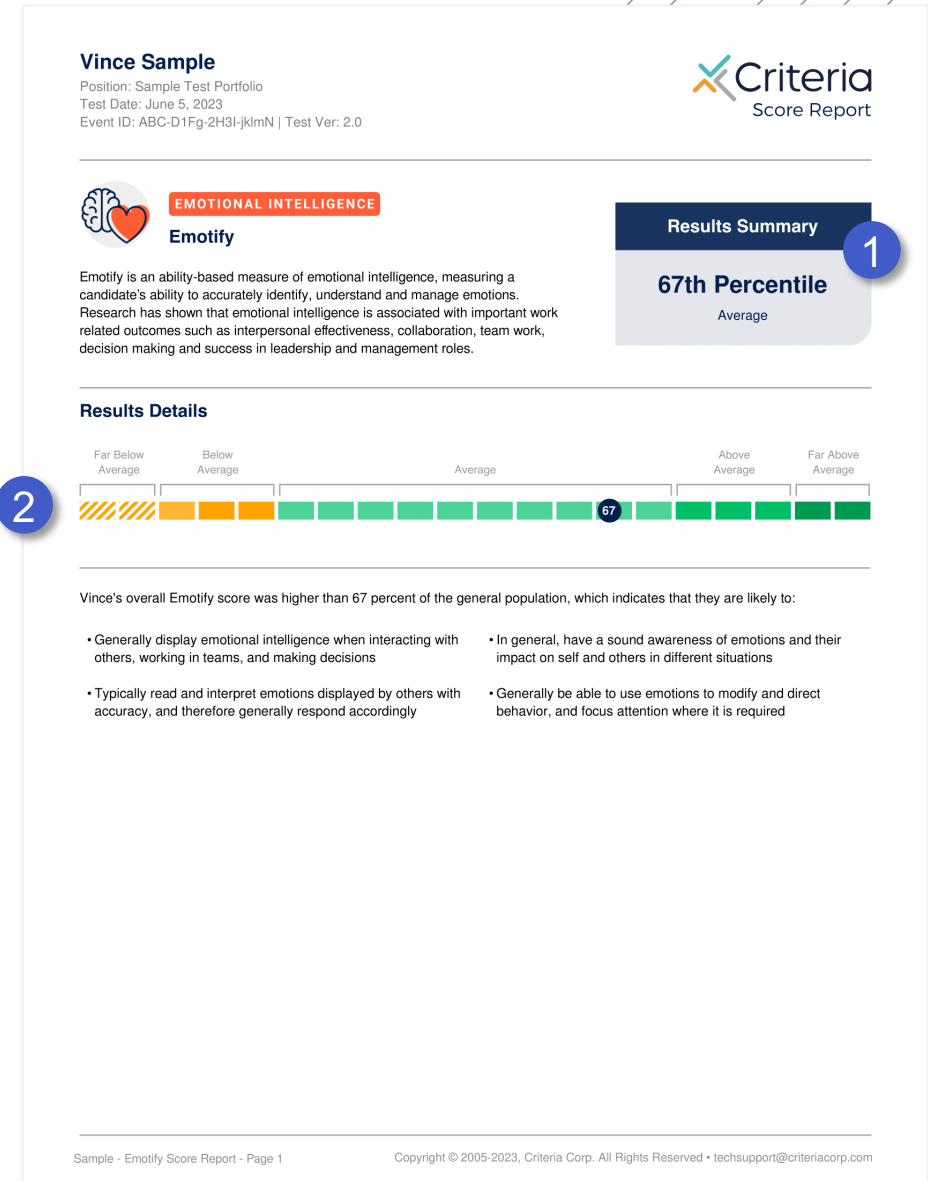 Vince Sample
Position: Sample Test Portfolio
Test Date: June 5, 2023
Event ID: ABC-D1Fg-2H3I-jklmN | Test Ver: 2.0
Criteria
Score Report
EMOTIONAL INTELLIGENCE
Emotify
Emotify is an ability-based measure of emotional intelligence, measuring a
candidate's ability to accurately identify, understand and manage emotions.
Research has shown that emotional intelligence is associated with important work
related outcomes such as interpersonal effectiveness, collaboration, team work,
decision making and success in leadership and management roles.
Results Summary
1
67th Percentile
Average
Results Details
Far Below
Average
Below
Average
Average
Above
Average
Far Above
Average
2
67
Vince's overall Emotify score was higher than 67 percent of the general population, which indicates that they are likely to:
• Generally display emotional intelligence when interacting with
others, working in teams, and making decisions
• Typically read and interpret emotions displayed by others with
accuracy, and therefore generally respond accordingly
• In general, have a sound awareness of emotions and their
impact on self and others in different situations
• Generally be able to use emotions to modify and direct
behavior, and focus attention where it is required
Sample - Emotify Score Report - Page 1
Copyright © 2005-2023, Criteria Corp. All Rights Reserved • techsupport@criteriacorp.com